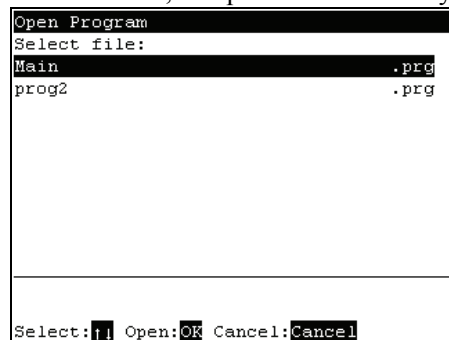 Open Program
Select file:
Main .prg
prog2 .prg
Select:↑↓ Open:OK Cancel:Cancel